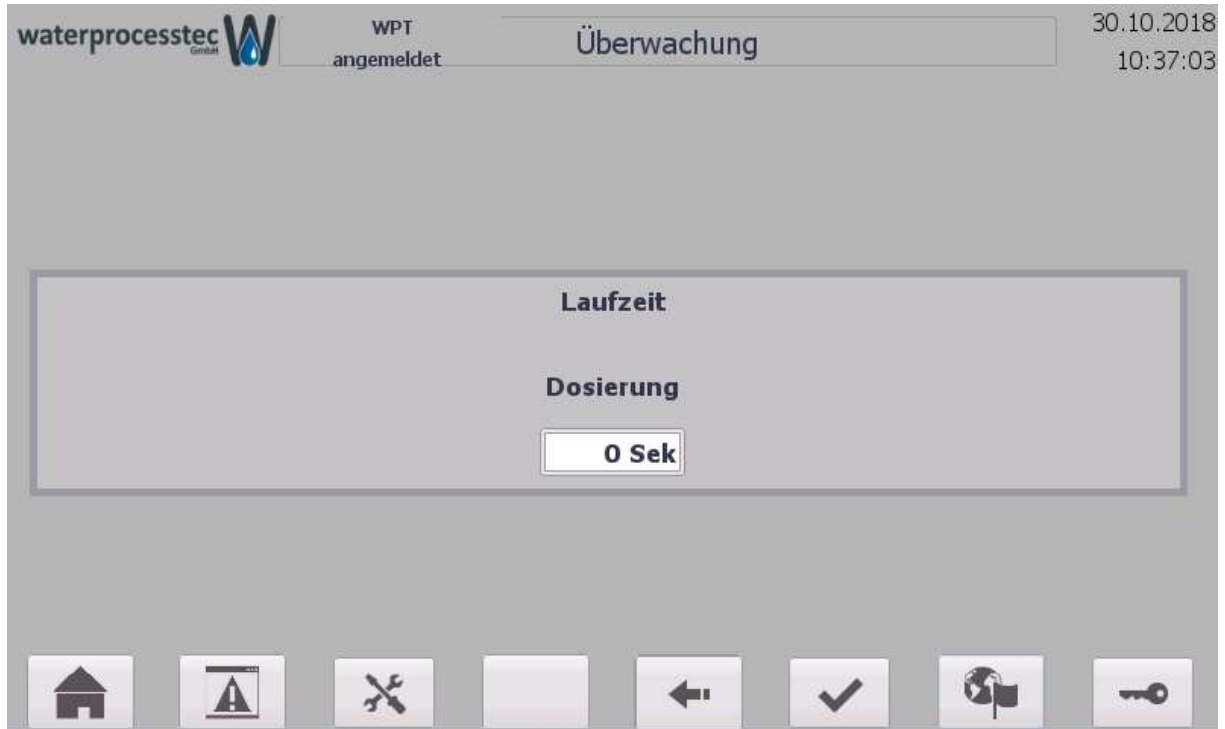 waterprocesstec
GmbH
WPT
angemeldet
Überwachung
30.10.2018
10:37:03
Laufzeit
Dosierung
0 Sek